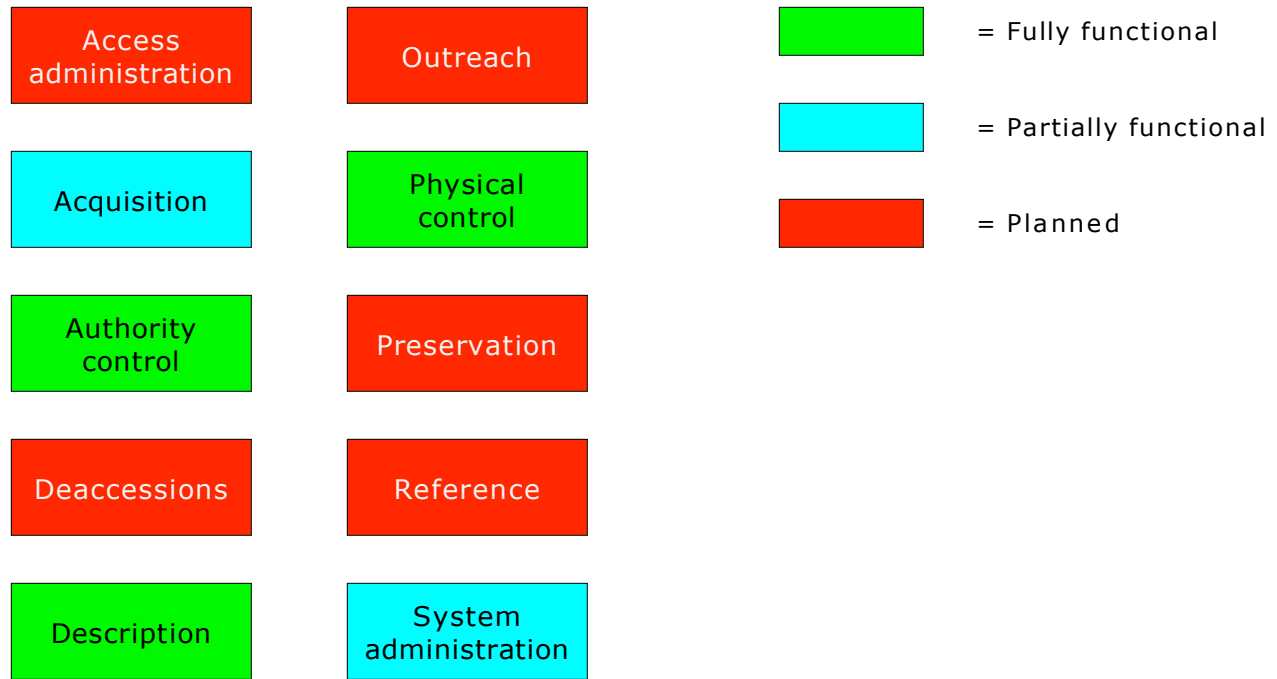 Access
administration
Outreach
Acquisition
Physical
control
Authority
control
Preservation
Deaccessions
Reference
Description
System
administration
= Fully functional
= Partially functional
= Planned